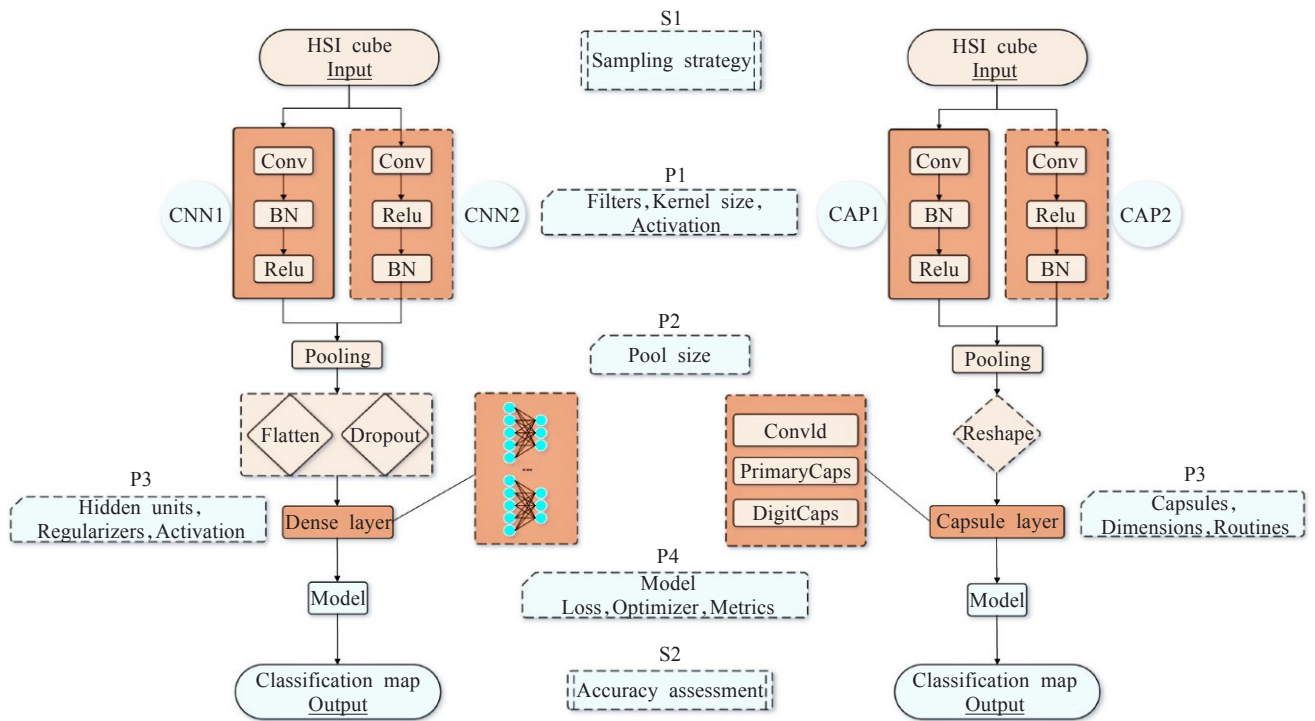 S1
HSI cube
Input
Sampling strategy
HSI cube
Input
Conv
BN
Relu
Conv
Relu
BN
CNN1
CNN2
P1
Filters,Kernel size,
Activation
CAP1
CAP2
Conv
BN
Relu
Conv
Relu
BN
P2
Pooling
Pool size
Pooling
Flatten
Dropout
...
ConvId
PrimaryCaps
DigitCaps
Reshape
P3
Hidden units,
Regularizers,Activation
Dense layer
Capsule layer
P3
Capsules,
Dimensions,Routines
P4
Model
Loss,Optimizer,Metrics
Model
Model
S2
Classification map
Output
Accuracy assessment
Classification map
Output